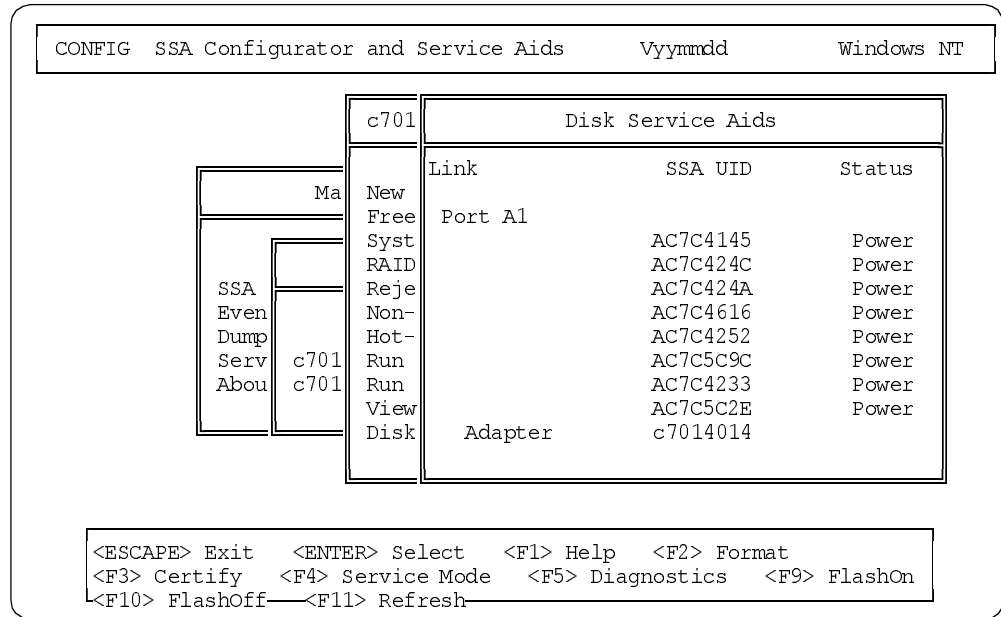 CONFIG SSA Configurator and Service Aids Vyymmdd Windows NT
c701 Disk Service Aids
Link SSA UID Status
Ma New
Free Port A1
Syst AC7C4145 Power
RAID AC7C424C Power
SSA Reje AC7C424A Power
Even Non- AC7C4616 Power
Dump Hot- AC7C4252 Power
Serv c701 Run AC7C5C9C Power
Abou c701 Run AC7C4233 Power
View AC7C5C2E Power
Disk Adapter c7014014
<ESCAPE> Exit <ENTER> Select <F1> Help <F2> Format
<F3> Certify <F4> Service Mode <F5> Diagnostics <F9> FlashOn
<F10> FlashOff <F11> Refresh